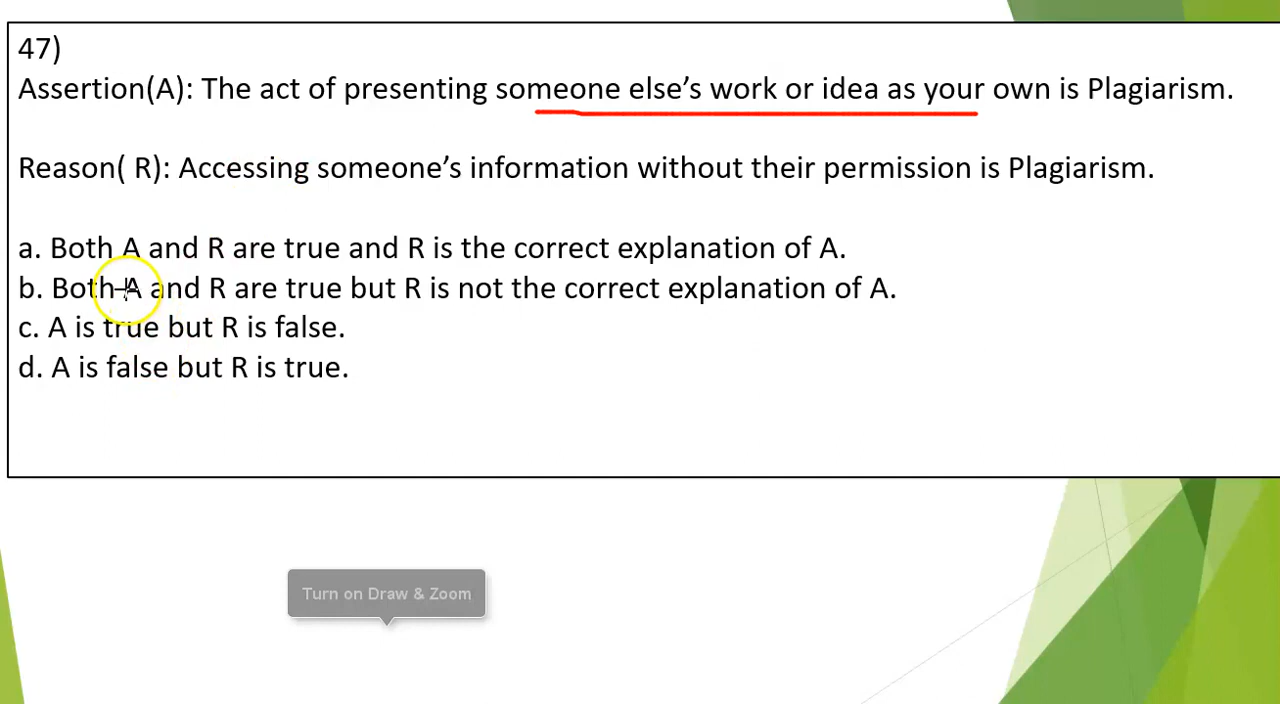 47)
Assertion(A): The act of presenting someone else’s work or idea as your own is Plagiarism.
Reason( R): Accessing someone’s information without their permission is Plagiarism.
a. Both A and R are true and R is the correct explanation of A.
b. Both A and R are true but R is not the correct explanation of A.
c. A is true but R is false.
d. A is false but R is true.
Turn on Draw & Zoom